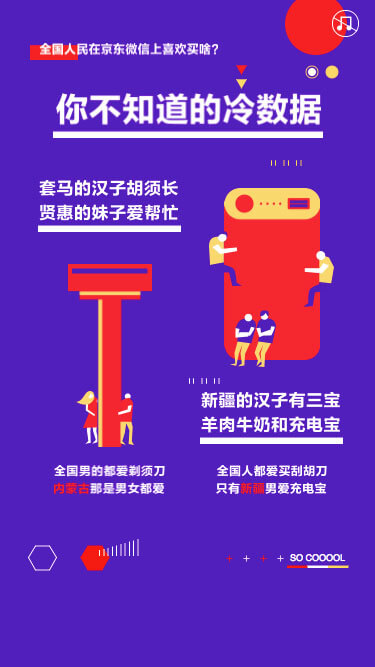 全国人民在京东微信上喜欢买啥?
你不知道的冷数据
套马的汉子胡须长
贤惠的妹子爱帮忙
新疆的汉子有三宝
羊肉牛奶和充电宝
全国男的都爱剃须刀
内蒙古那是男女都爱
全国人都爱买刮胡刀
只有新疆男爱充电宝
SO COOOOL